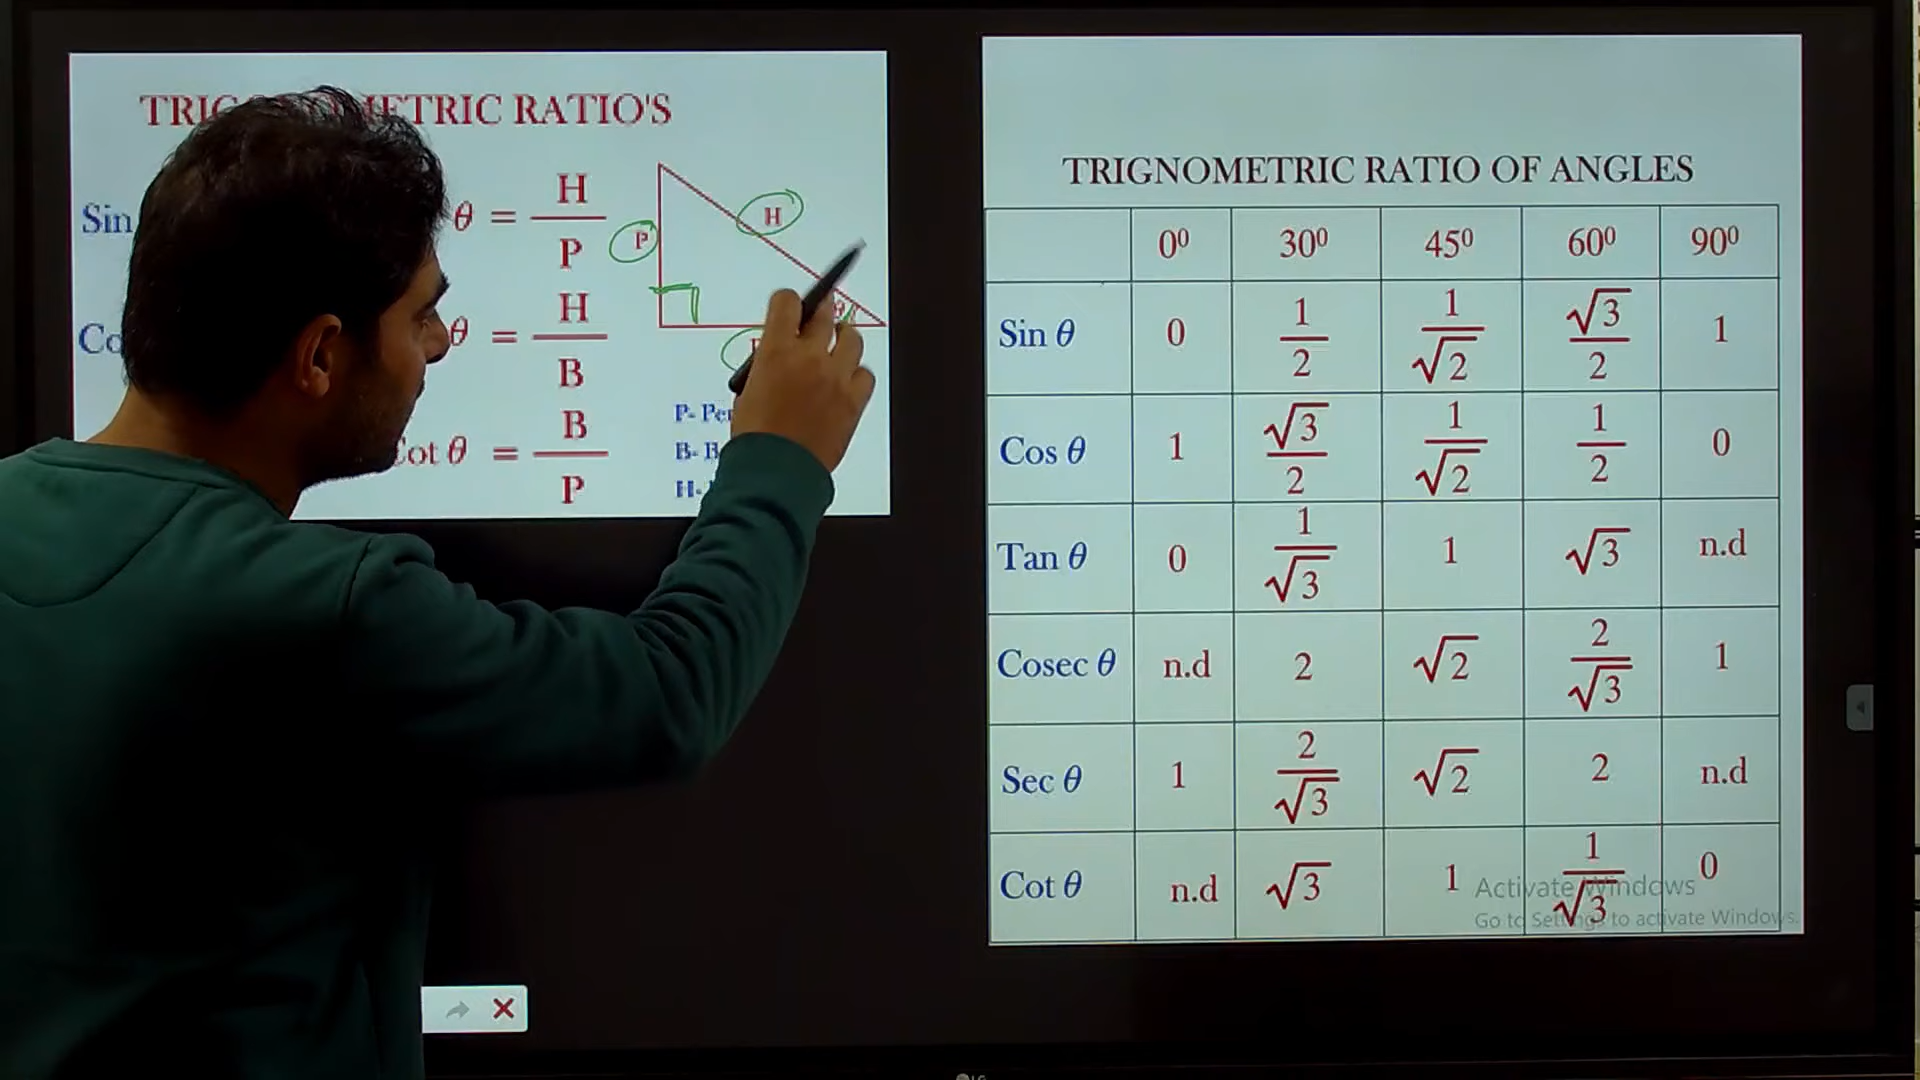 RATIO'S
Sin
θ = H
P
θ = H
B
Cot θ = B
P
P
H
θ
P-
B-
H-
TRIGNOMETRIC RATIO OF ANGLES
0⁰ 30⁰ 45⁰ 60⁰ 90⁰
Sin θ 0 1/2 1/√2 √3/2 1
Cos θ 1 √3/2 1/√2 1/2 0
Tan θ 0 1/√3 1 √3 n.d
Cosec θ n.d 2 √2 2/√3 1
Sec θ 1 2/√3 √2 2 n.d
Cot θ n.d √3 1 1/√3 0
Activate Windows
Go to Settings to activate Windows.